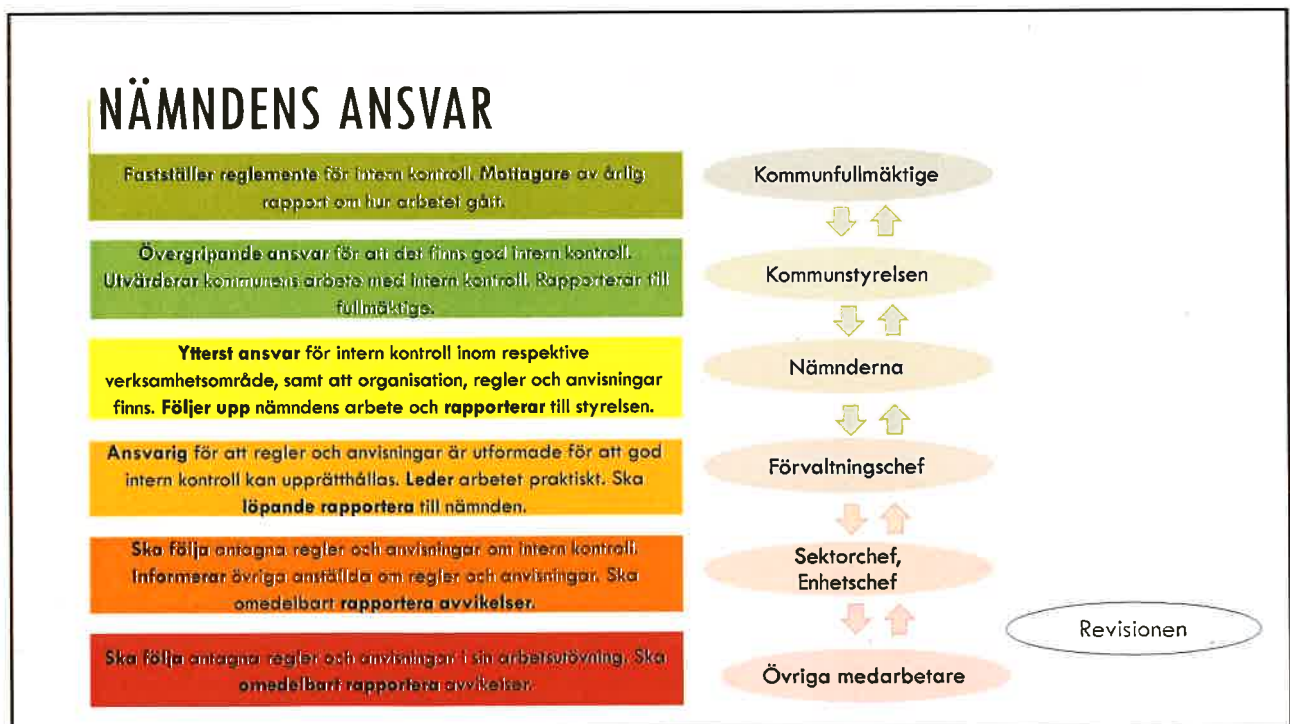 NÄMNDENS ANSVAR
Fastställer reglemente för intern kontroll. Mottagare av årlig
rapport om hur arbetet gått.
Kommunfullmäktige
Övergripande ansvar för att det finns god intern kontroll.
Utvärderar kommunens arbete med intern kontroll. Rapporterar till
fullmäktige.
Kommunstyrelsen
Ytterst ansvar för intern kontroll inom respektive
verksamhetsområde, samt att organisation, regler och anvisningar
finns. Följer upp nämndens arbete och rapporterar till styrelsen.
Nämnderna
Ansvarig för att regler och anvisningar är utformade för att god
intern kontroll kan upprätthållas. Leder arbetet praktiskt. Ska
löpande rapportera till nämnden.
Förvaltningschef
Ska följa antagna regler och anvisningar om intern kontroll.
Informerar övriga anställda om regler och anvisningar. Ska
omedelbart rapportera avvikelser.
Sektorchef,
Enhetschef
Ska följa antagna regler och anvisningar i sin arbetsutövning. Ska
omedelbart rapportera avvikelser.
Övriga medarbetare
Revisionen